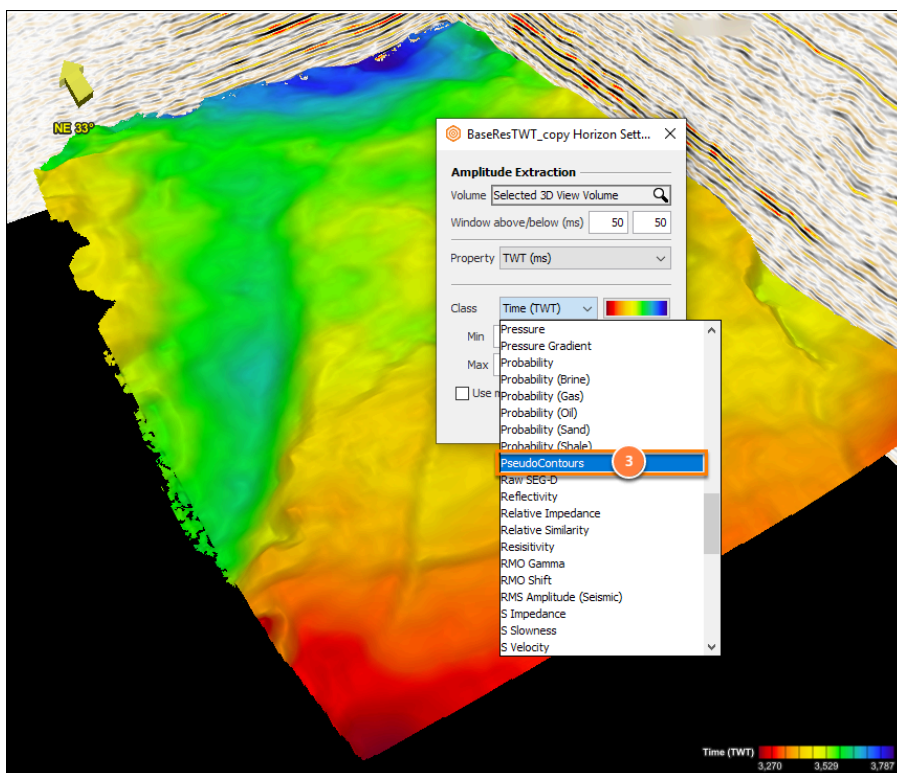 NE 33°
BaseResTWT_copy Horizon Sett...
Amplitude Extraction
Volume Selected 3D View Volume
Window above/below (ms) 50 50
Property TWT (ms)
Class Time (TWT)
Min
Max
Use
Pressure
Pressure Gradient
Probability
Probability (Brine)
Probability (Gas)
Probability (Oil)
Probability (Sand)
Probability (Shale)
PseudoContours 3
Raw SEG-D
Reflectivity
Relative Impedance
Relative Similarity
Resisitivity
RMO Gamma
RMO Shift
RMS Amplitude (Seismic)
S Impedance
S Slowness
S Velocity
Time (TWT)
3,270 3,529 3,787